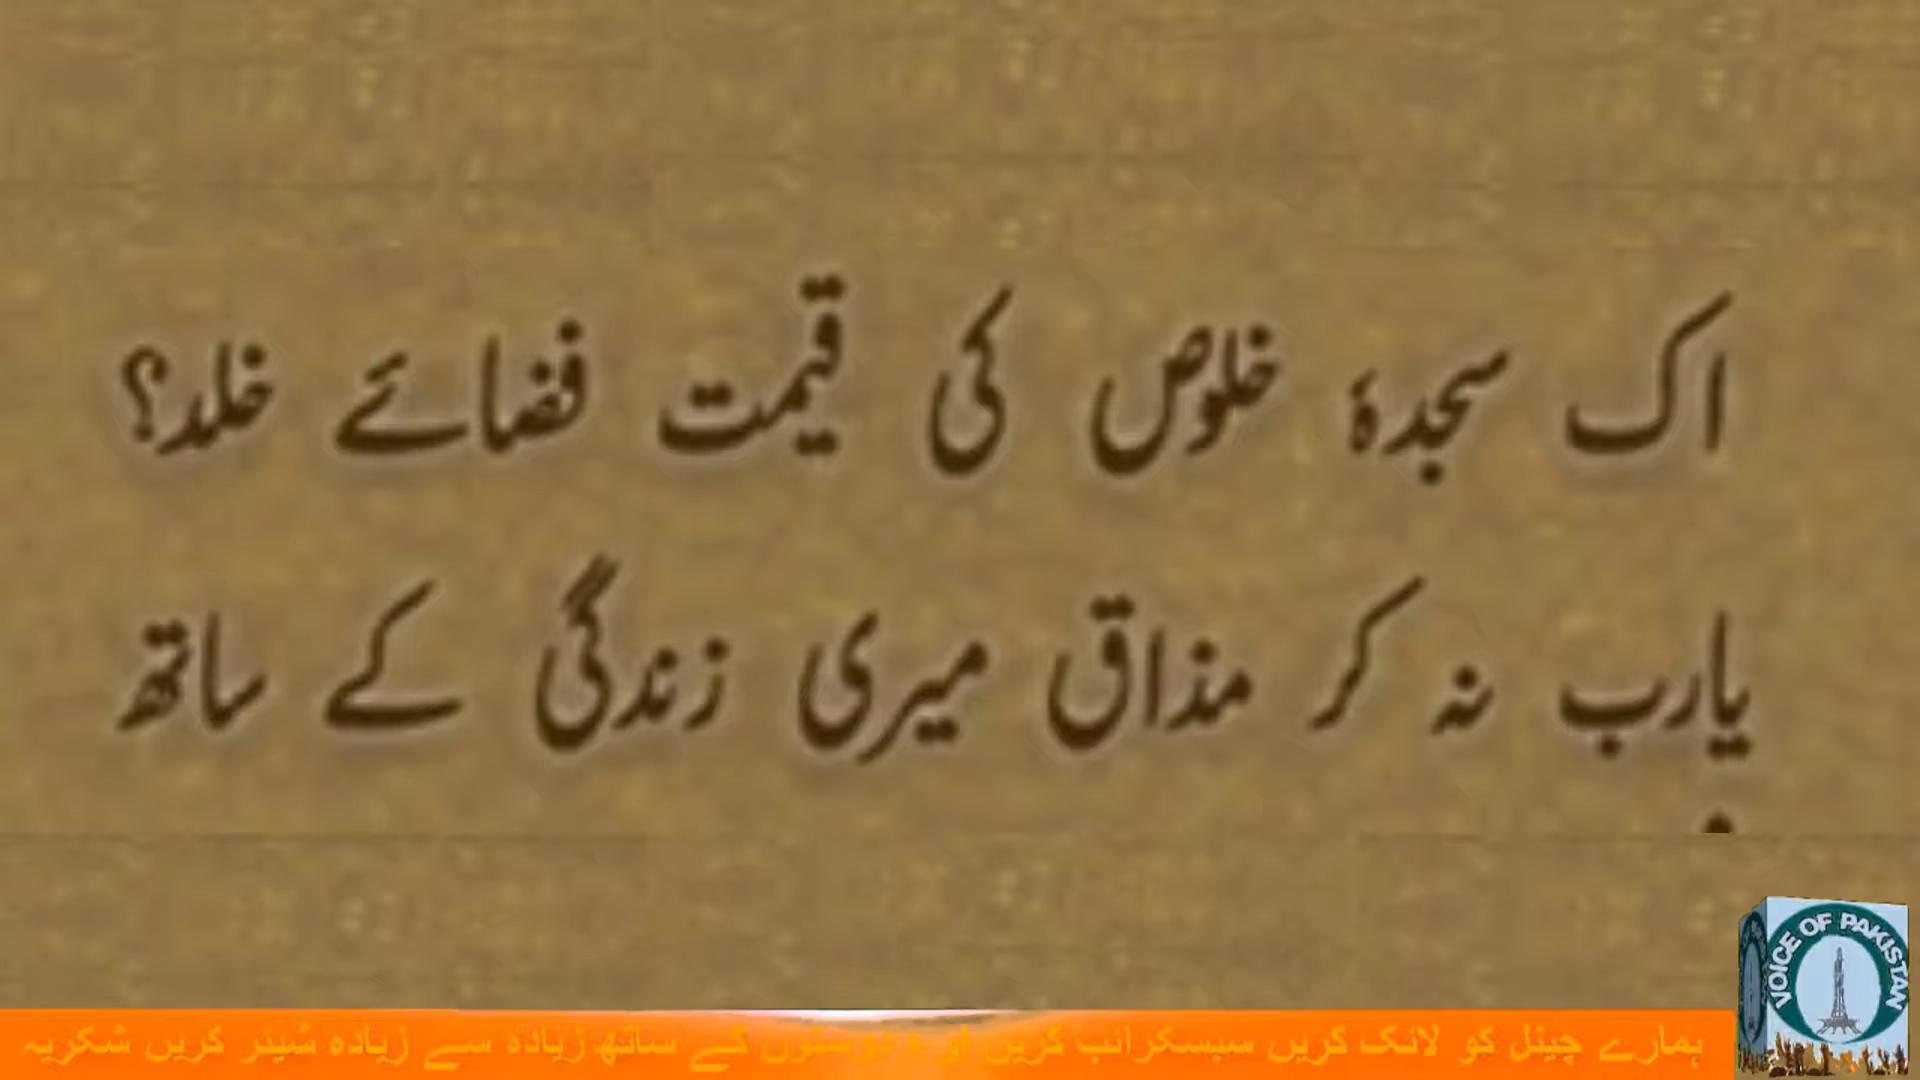 اک سجدۂ خلوص کی قیمت فضائے خلد؟
یارب نہ کر مذاق میری زندگی کے ساتھ
VOICE OF PAKISTAN
ہمارے چینل کو لائک کریں سبسکرائب کریں اور دوستوں کے ساتھ زیادہ سے زیادہ شیئر کریں شکریہ